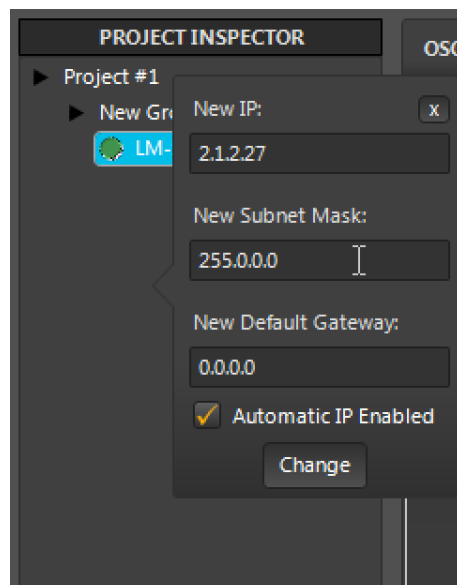 PROJECT INSPECTOR
OSC
Project #1
New Gro
LM-
New IP:
x
2.1.2.27
New Subnet Mask:
255.0.0.0
New Default Gateway:
0.0.0.0
Automatic IP Enabled
Change